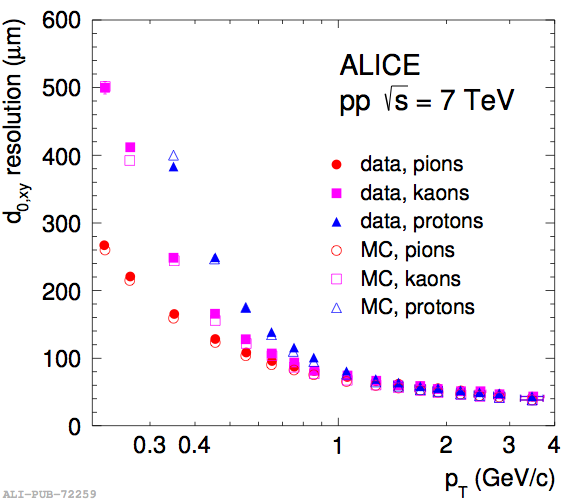 600
500
400
300
200
100
0
d0,xy resolution (μm)
ALICE
pp √s = 7 TeV
data, pions
data, kaons
data, protons
MC, pions
MC, kaons
MC, protons
0.3 0.4 1 2 3 4
pT (GeV/c)
ALI-PUB-72259